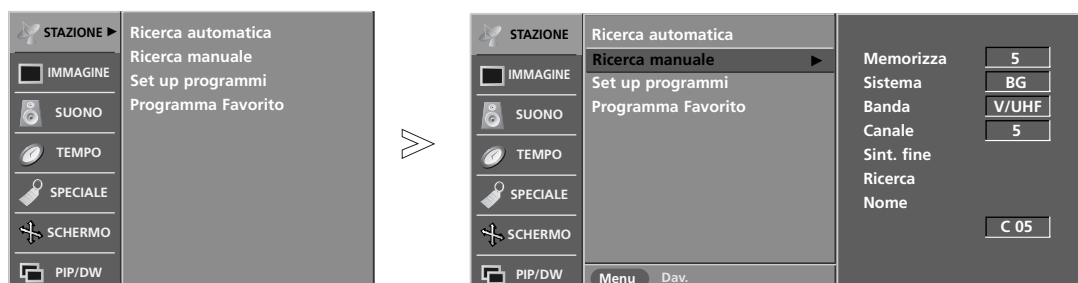 STAZIONE
IMMAGINE
SUONO
TEMPO
SPECIALE
SCHERMO
PIP/DW
Ricerca automatica
Ricerca manuale
Set up programmi
Programma Favorito
STAZIONE
IMMAGINE
SUONO
TEMPO
SPECIALE
SCHERMO
PIP/DW
Ricerca automatica
Ricerca manuale
Set up programmi
Programma Favorito
Menu Dav.
Memorizza 5
Sistema BG
Banda V/UHF
Canale 5
Sint. fine
Ricerca
Nome
C 05